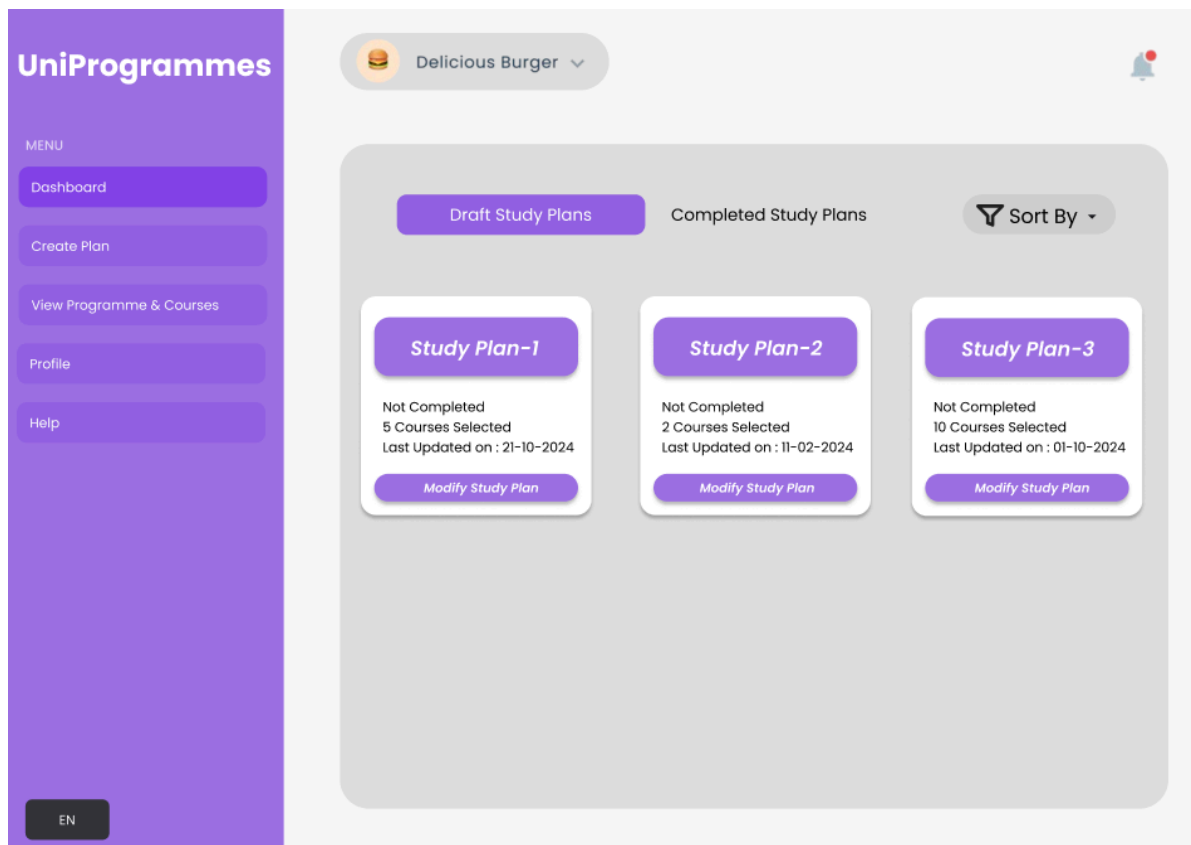 UniProgrammes
Delicious Burger
MENU
Dashboard
Create Plan
View Programme & Courses
Profile
Help
EN
Draft Study Plans
Completed Study Plans
Sort By
Study Plan-1
Not Completed
5 Courses Selected
Last Updated on : 21-10-2024
Modify Study Plan
Study Plan-2
Not Completed
2 Courses Selected
Last Updated on : 11-02-2024
Modify Study Plan
Study Plan-3
Not Completed
10 Courses Selected
Last Updated on : 01-10-2024
Modify Study Plan